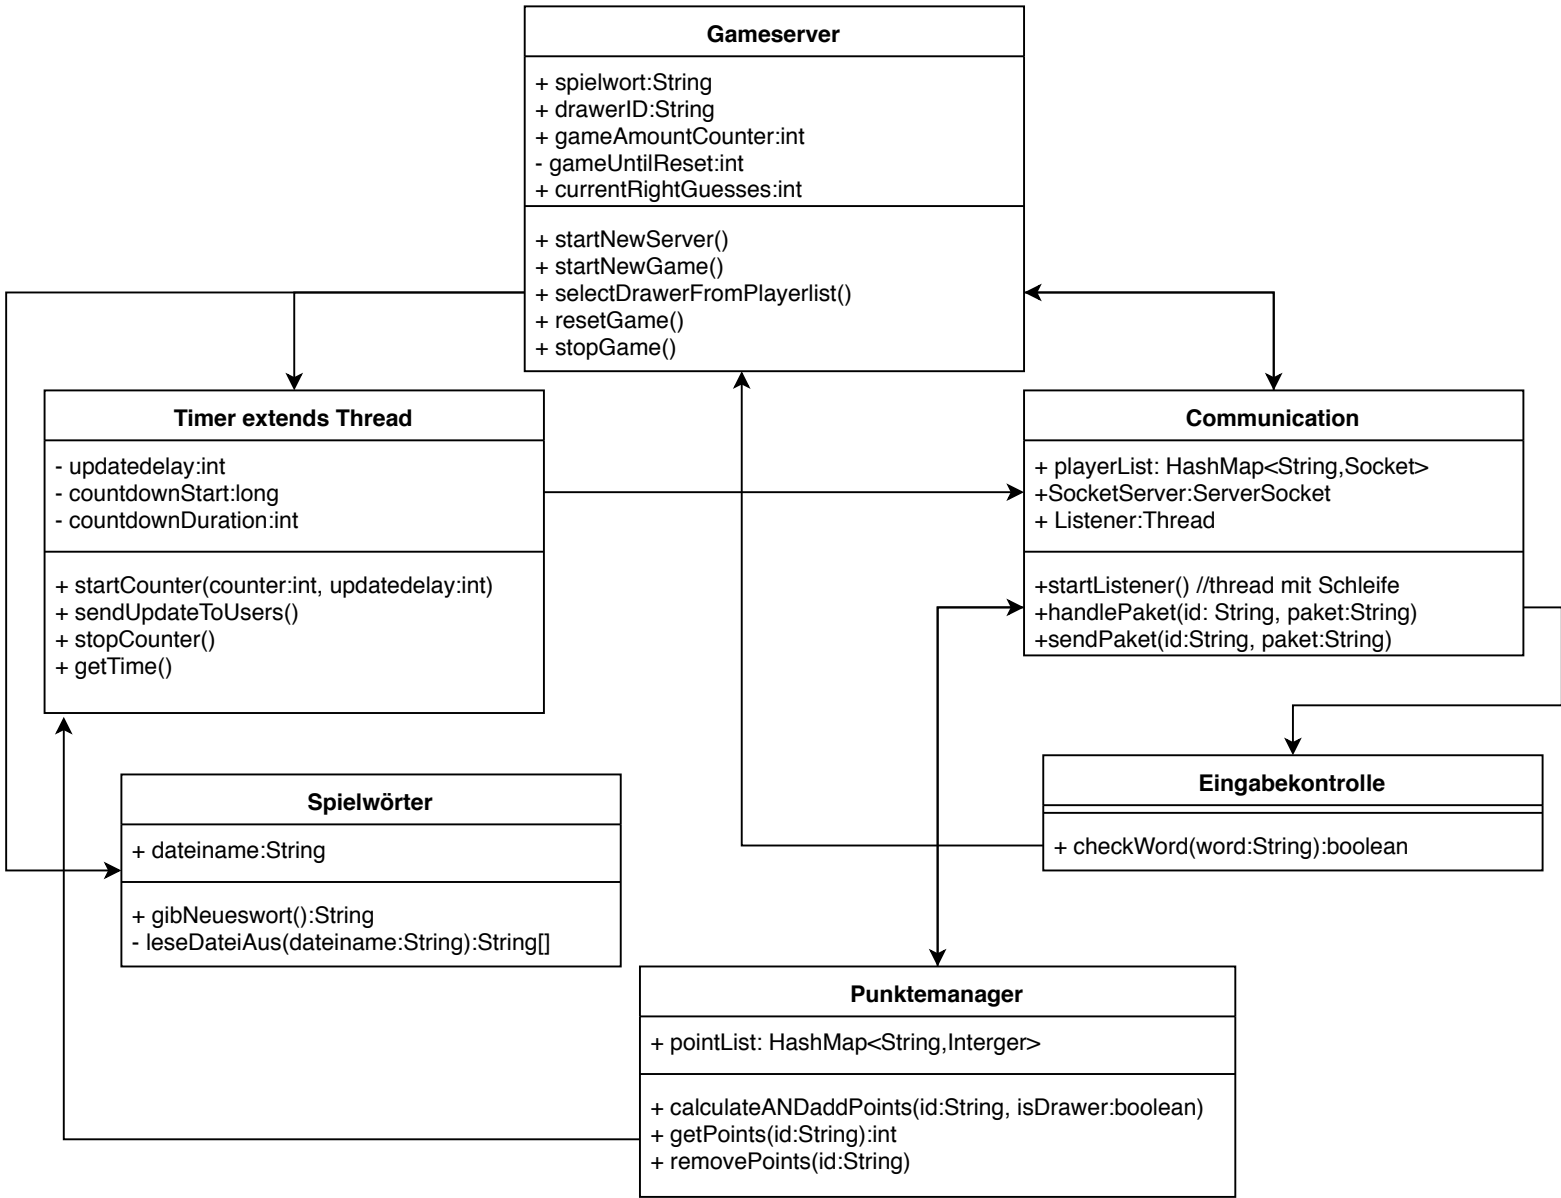 Gameserver
+ spielwort:String
+ drawerID:String
+ gameAmountCounter:int
- gameUntilReset:int
+ currentRightGuesses:int
+ startNewServer()
+ startNewGame()
+ selectDrawerFromPlayerlist()
+ resetGame()
+ stopGame()
Timer extends Thread
- updatedelay:int
- countdownStart:long
- countdownDuration:int
+ startCounter(counter:int, updatedelay:int)
+ sendUpdateToUsers()
+ stopCounter()
+ getTime()
Communication
+ playerList: HashMap<String,Socket>
+SocketServer:ServerSocket
+ Listener:Thread
+startListener() //thread mit Schleife
+handlePaket(id: String, paket:String)
+sendPaket(id:String, paket:String)
Spielwörter
+ dateiname:String
+ gibNeueswort():String
- leseDateiAus(dateiname:String):String[]
Eingabekontrolle
+ checkWord(word:String):boolean
Punktemanager
+ pointList: HashMap<String,Interger>
+ calculateANDaddPoints(id:String, isDrawer:boolean)
+ getPoints(id:String):int
+ removePoints(id:String)